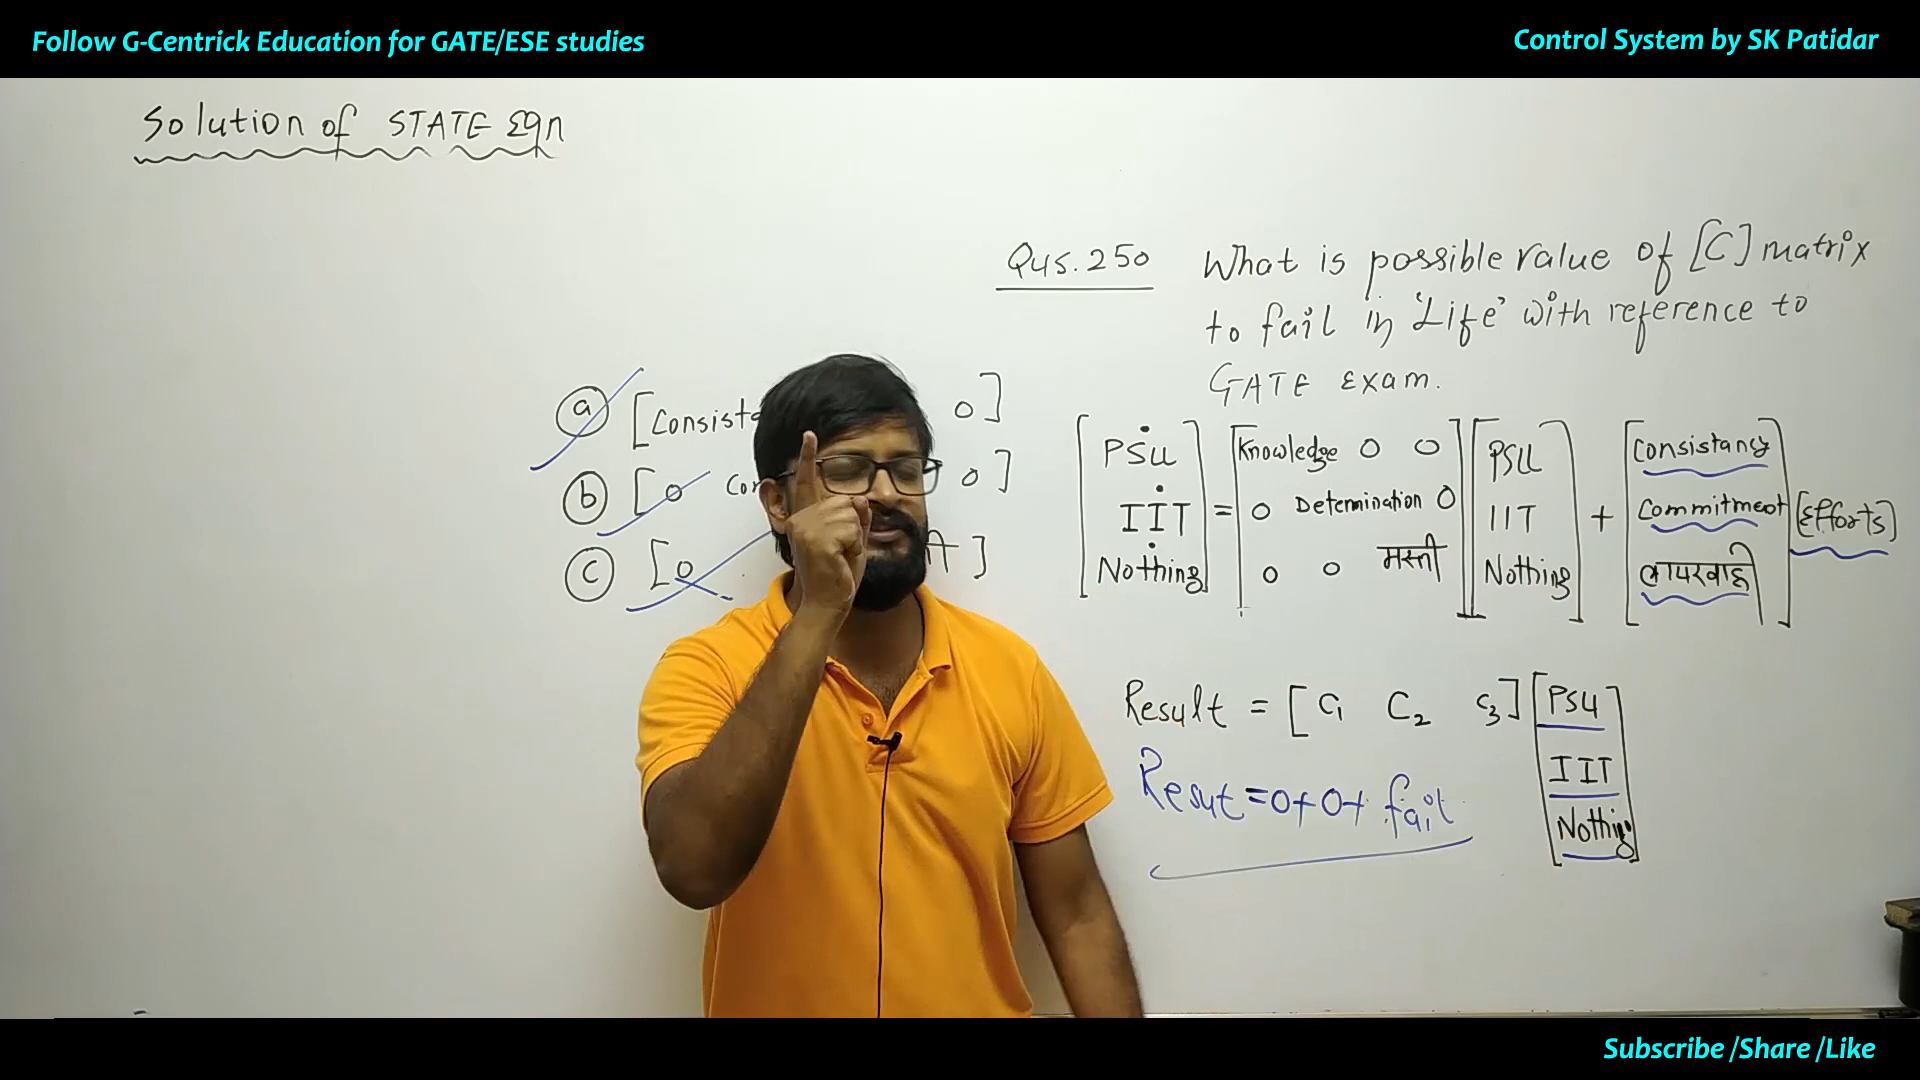 Follow G-Centrick Education for GATE/ESE studies
Control System by SK Patidar
Solution of STATE Eqn
Qus.250 What is possible value of [C] matrix
to fail in 'Life' with reference to
GATE Exam.
(a) [Consist 0]
(b) [0 0]
(c) [0 ]
[PSU IIT Nothing] = [Knowledge 0 0 0 Determination 0 0 0 मस्ती] [PSU IIT Nothing] + [Consistancy Commitment लापरवाही] [Efforts]
Result = [C1 C2 C3] [PSU IIT Nothing]
Resut = 0 + 0 + fail
Subscribe /Share /Like